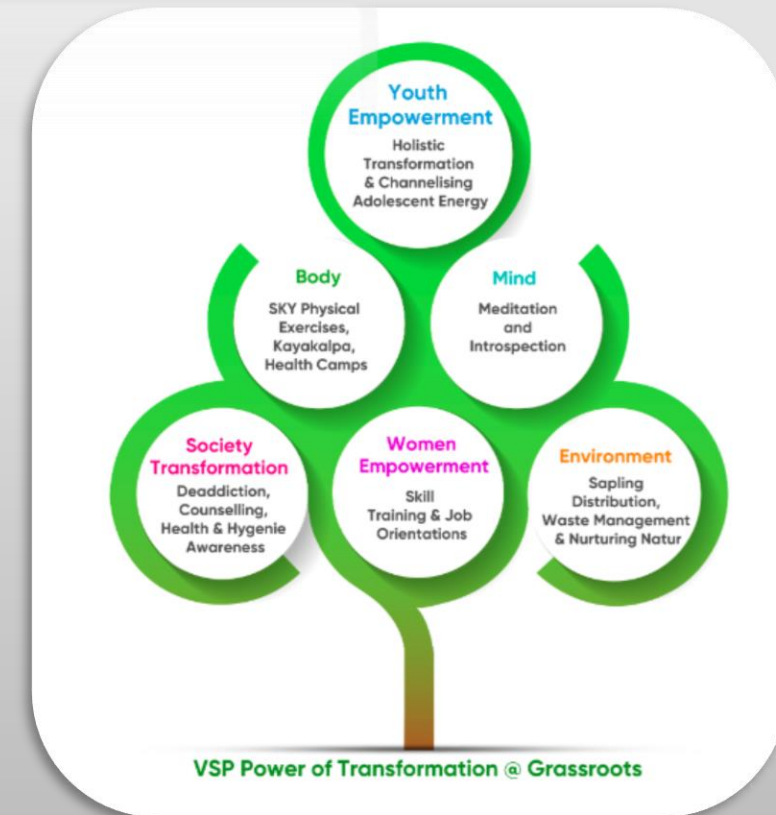 Youth
Empowerment
Holistic
Transformation
& Channelising
Adolescent Energy
Body
SKY Physical
Exercises,
Kayakalpa,
Health Camps
Mind
Meditation
and
Introspection
Society
Transformation
Deaddiction,
Counselling,
Health & Hygenie
Awareness
Women
Empowerment
Skill
Training & Job
Orientations
Environment
Sapling
Distribution,
Waste Management
& Nurturing Natur
VSP Power of Transformation @ Grassroots